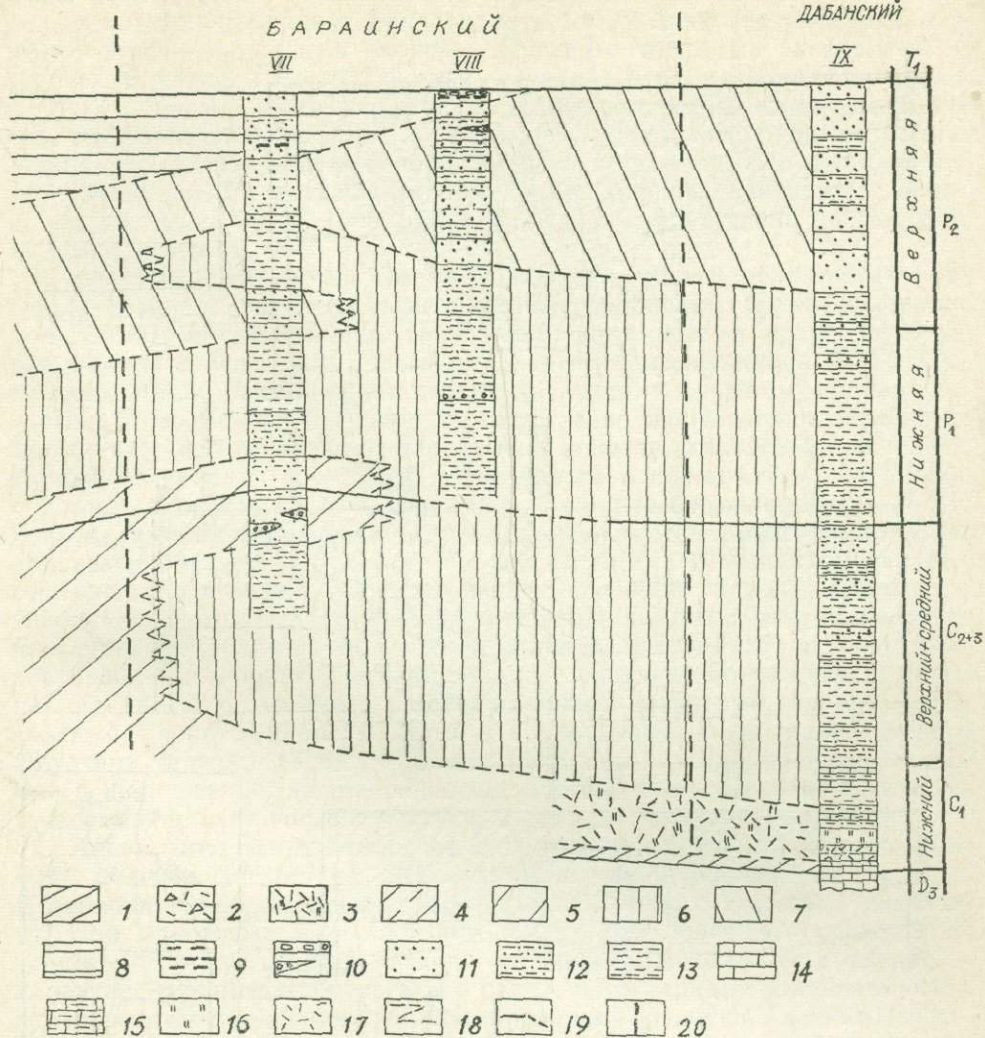 БАРАИНСКИЙ
ДАБАНСКИЙ
VII
VIII
IX
T₁
Верхняя
P₂
Нижняя
P₁
Верхний+средний
C₂₊₃
Нижний
C₁
D₃
1 2 3 4 5 6 7
8 9 10 11 12 13 14
15 16 17 18 19 20